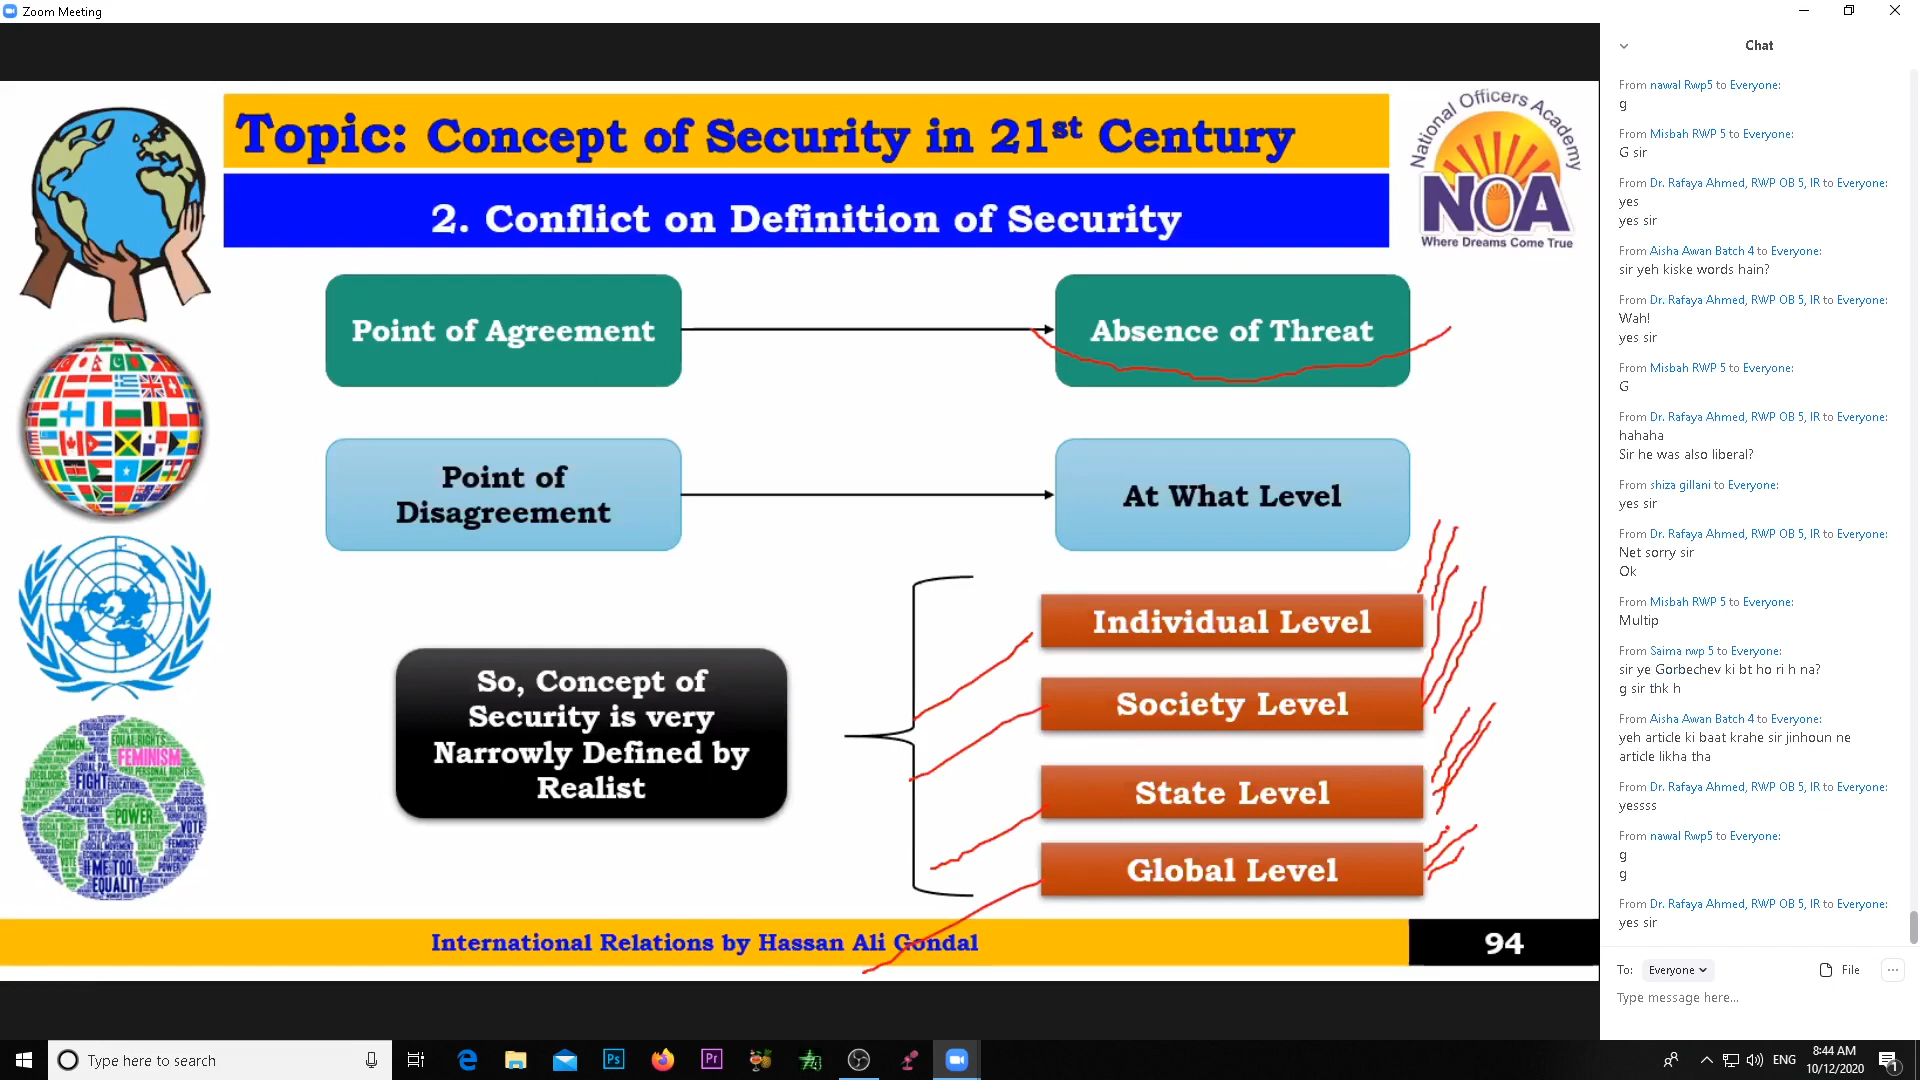 Zoom Meeting
Topic: Concept of Security in 21st Century
2. Conflict on Definition of Security
National Officers Academy
NOA
Where Dreams Come True
Point of Agreement
Absence of Threat
Point of
Disagreement
At What Level
So, Concept of
Security is very
Narrowly Defined by
Realist
Individual Level
Society Level
State Level
Global Level
FEMINISM
FIGHT
POWER
VOTE
#METOO
EQUALITY
International Relations by Hassan Ali Gondal
94
Chat
From nawal Rwp5 to Everyone:
g
From Misbah RWP 5 to Everyone:
G sir
From Dr. Rafaya Ahmed, RWP OB 5, IR to Everyone:
yes
yes sir
From Aisha Awan Batch 4 to Everyone:
sir yeh kiske words hain?
From Dr. Rafaya Ahmed, RWP OB 5, IR to Everyone:
Wah!
yes sir
From Misbah RWP 5 to Everyone:
G
From Dr. Rafaya Ahmed, RWP OB 5, IR to Everyone:
hahaha
Sir he was also liberal?
From shiza gillani to Everyone:
yes sir
From Dr. Rafaya Ahmed, RWP OB 5, IR to Everyone:
Net sorry sir
Ok
From Misbah RWP 5 to Everyone:
Multip
From Saima rwp 5 to Everyone:
sir ye Gorbechev ki bt ho ri h na?
g sir thk h
From Aisha Awan Batch 4 to Everyone:
yeh article ki baat krahe sir jinhoun ne
article likha tha
From Dr. Rafaya Ahmed, RWP OB 5, IR to Everyone:
yessss
From nawal Rwp5 to Everyone:
g
g
From Dr. Rafaya Ahmed, RWP OB 5, IR to Everyone:
yes sir
To: Everyone
File
Type message here...
Type here to search
Ps
Pr
ENG
8:44 AM
10/12/2020
1